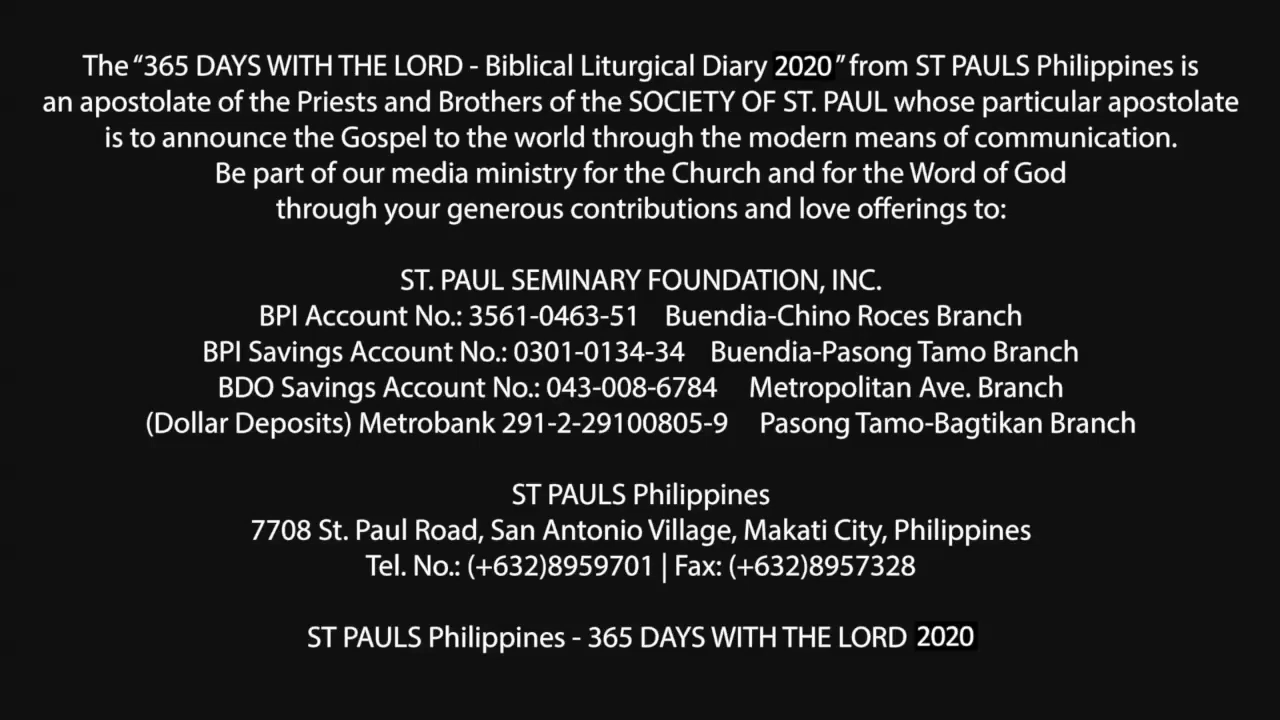 The “365 DAYS WITH THE LORD - Biblical Liturgical Diary 2020” from ST PAULS Philippines is
an apostolate of the Priests and Brothers of the SOCIETY OF ST. PAUL whose particular apostolate
is to announce the Gospel to the world through the modern means of communication.
Be part of our media ministry for the Church and for the Word of God
through your generous contributions and love offerings to:
ST. PAUL SEMINARY FOUNDATION, INC.
BPI Account No.: 3561-0463-51 Buendia-Chino Roces Branch
BPI Savings Account No.: 0301-0134-34 Buendia-Pasong Tamo Branch
BDO Savings Account No.: 043-008-6784 Metropolitan Ave. Branch
(Dollar Deposits) Metrobank 291-2-29100805-9 Pasong Tamo-Bagtikan Branch
ST PAULS Philippines
7708 St. Paul Road, San Antonio Village, Makati City, Philippines
Tel. No.: (+632)8959701 | Fax: (+632)8957328
ST PAULS Philippines - 365 DAYS WITH THE LORD 2020